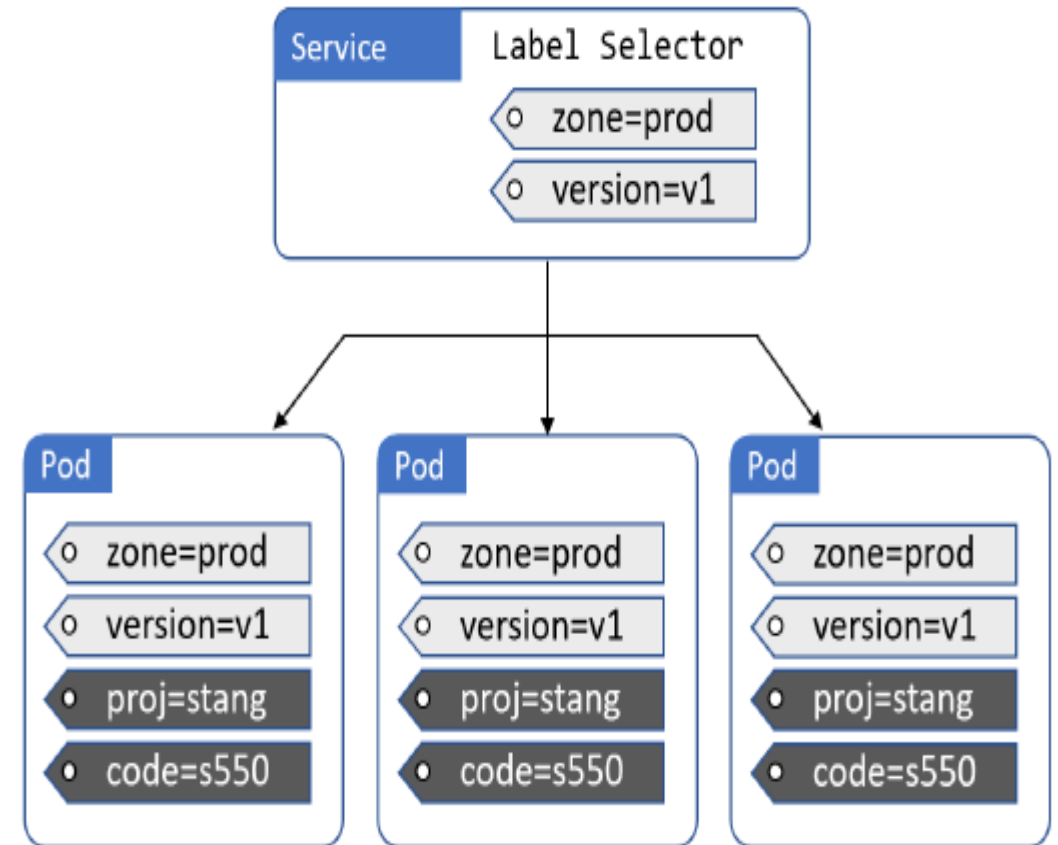 Service
Label Selector
zone=prod
version=v1
Pod
zone=prod
version=v1
proj=stang
code=s550
Pod
zone=prod
version=v1
proj=stang
code=s550
Pod
zone=prod
version=v1
proj=stang
code=s550